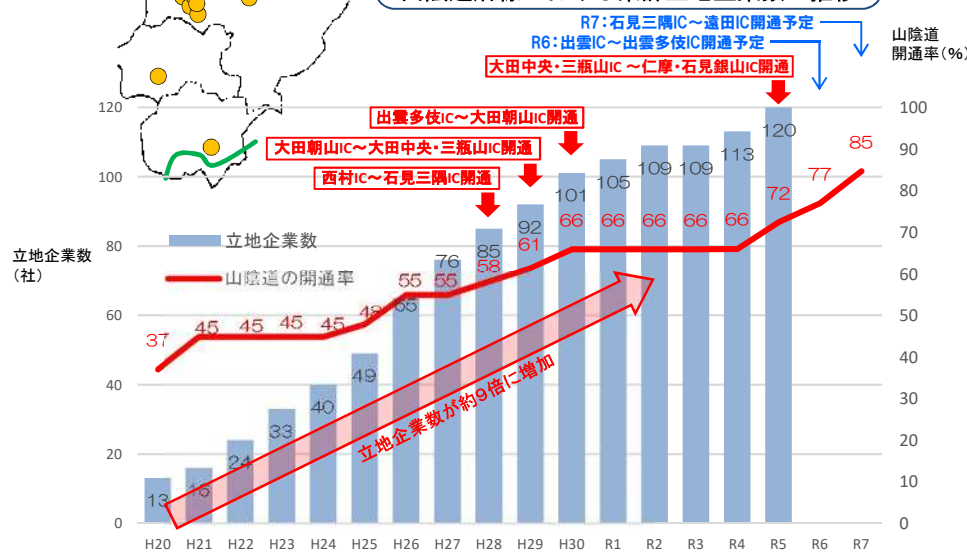 R7：石見三隅IC～遠田IC開通予定
R6：出雲IC～出雲多伎IC開通予定
山陰道
開通率（％）
大田中央・三瓶山IC～仁摩・石見銀山IC開通
出雲多伎IC～大田朝山IC開通
大田朝山IC～大田中央・三瓶山IC開通
西村IC～石見三隅IC開通
立地企業数
（社）
立地企業数
山陰道の開通率
立地企業数が約9倍に増加
120
100
80
60
40
20
0
100
90
80
70
60
50
40
30
20
10
0
37 45 45 45 45 48 55 55 58 61 66 66 66 66 66 72 77 85
13 16 24 33 40 49 65 76 85 92 101 105 109 109 113 120
H20 H21 H22 H23 H24 H25 H26 H27 H28 H29 H30 R1 R2 R3 R4 R5 R6 R7